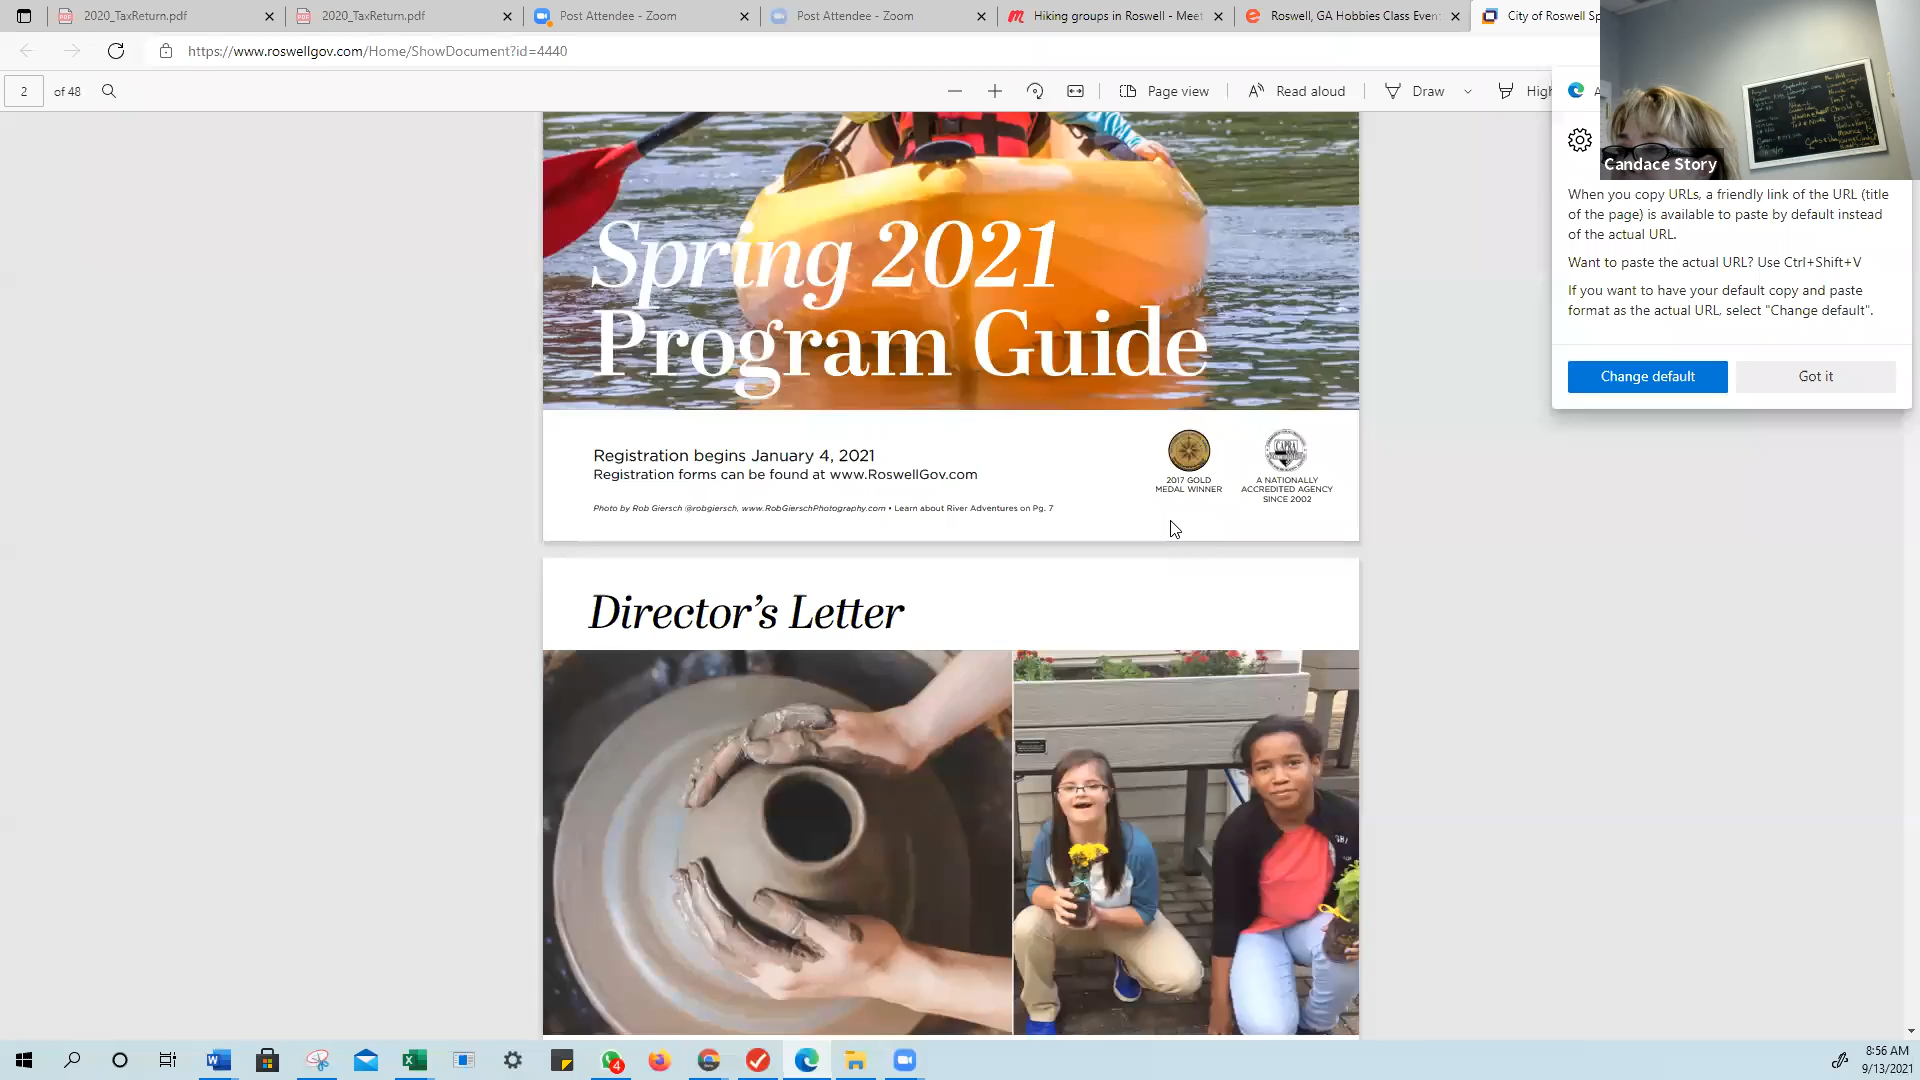 2020_TaxReturn.pdf
2020_TaxReturn.pdf
Post Attendee - Zoom
Post Attendee - Zoom
Hiking groups in Roswell - Meet
Roswell, GA Hobbies Class Even
City of Roswell Sp
https://www.roswellgov.com/Home/ShowDocument?id=4440
2 of 48
Page view
Read aloud
Draw
High
Candace Story
When you copy URLs, a friendly link of the URL (title
of the page) is available to paste by default instead
of the actual URL.
Want to paste the actual URL? Use Ctrl+Shift+V
If you want to have your default copy and paste
format as the actual URL, select "Change default".
Change default
Got it
Spring 2021
Program Guide
Registration begins January 4, 2021
Registration forms can be found at www.RoswellGov.com
Photo by Rob Giersch @robgiersch, www.RobGierschPhotography.com • Learn about River Adventures on Pg. 7
2017 GOLD
MEDAL WINNER
CAPRA
A NATIONALLY
ACCREDITED AGENCY
SINCE 2002
Director's Letter
4
8:56 AM
9/13/2021